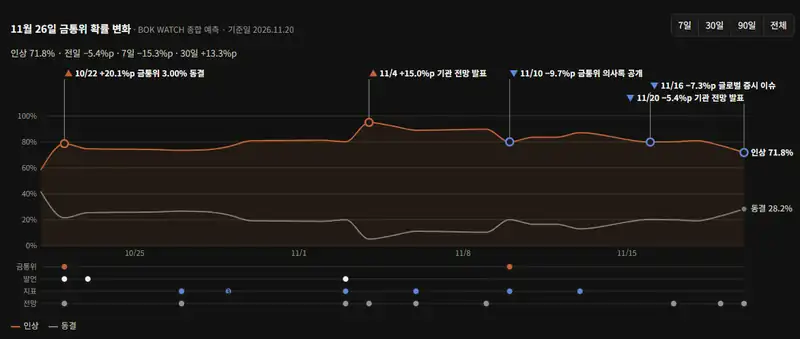 11월 26일 금통위 확률 변화 · BOK WATCH 종합 예측 · 기준일 2026.11.20
7일 30일 90일 전체
인상 71.8% · 전일 −5.4%p · 7일 −15.3%p · 30일 +13.3%p
▲ 10/22 +20.1%p 금통위 3.00% 동결
▲ 11/4 +15.0%p 기관 전망 발표
▼ 11/10 −9.7%p 금통위 의사록 공개
▼ 11/16 −7.3%p 글로벌 증시 이슈
▼ 11/20 −5.4%p 기관 전망 발표
100%
80%
60%
40%
20%
0%
인상 71.8%
동결 28.2%
10/25 11/1 11/8 11/15
금통위
발언
지표
전망
인상 동결